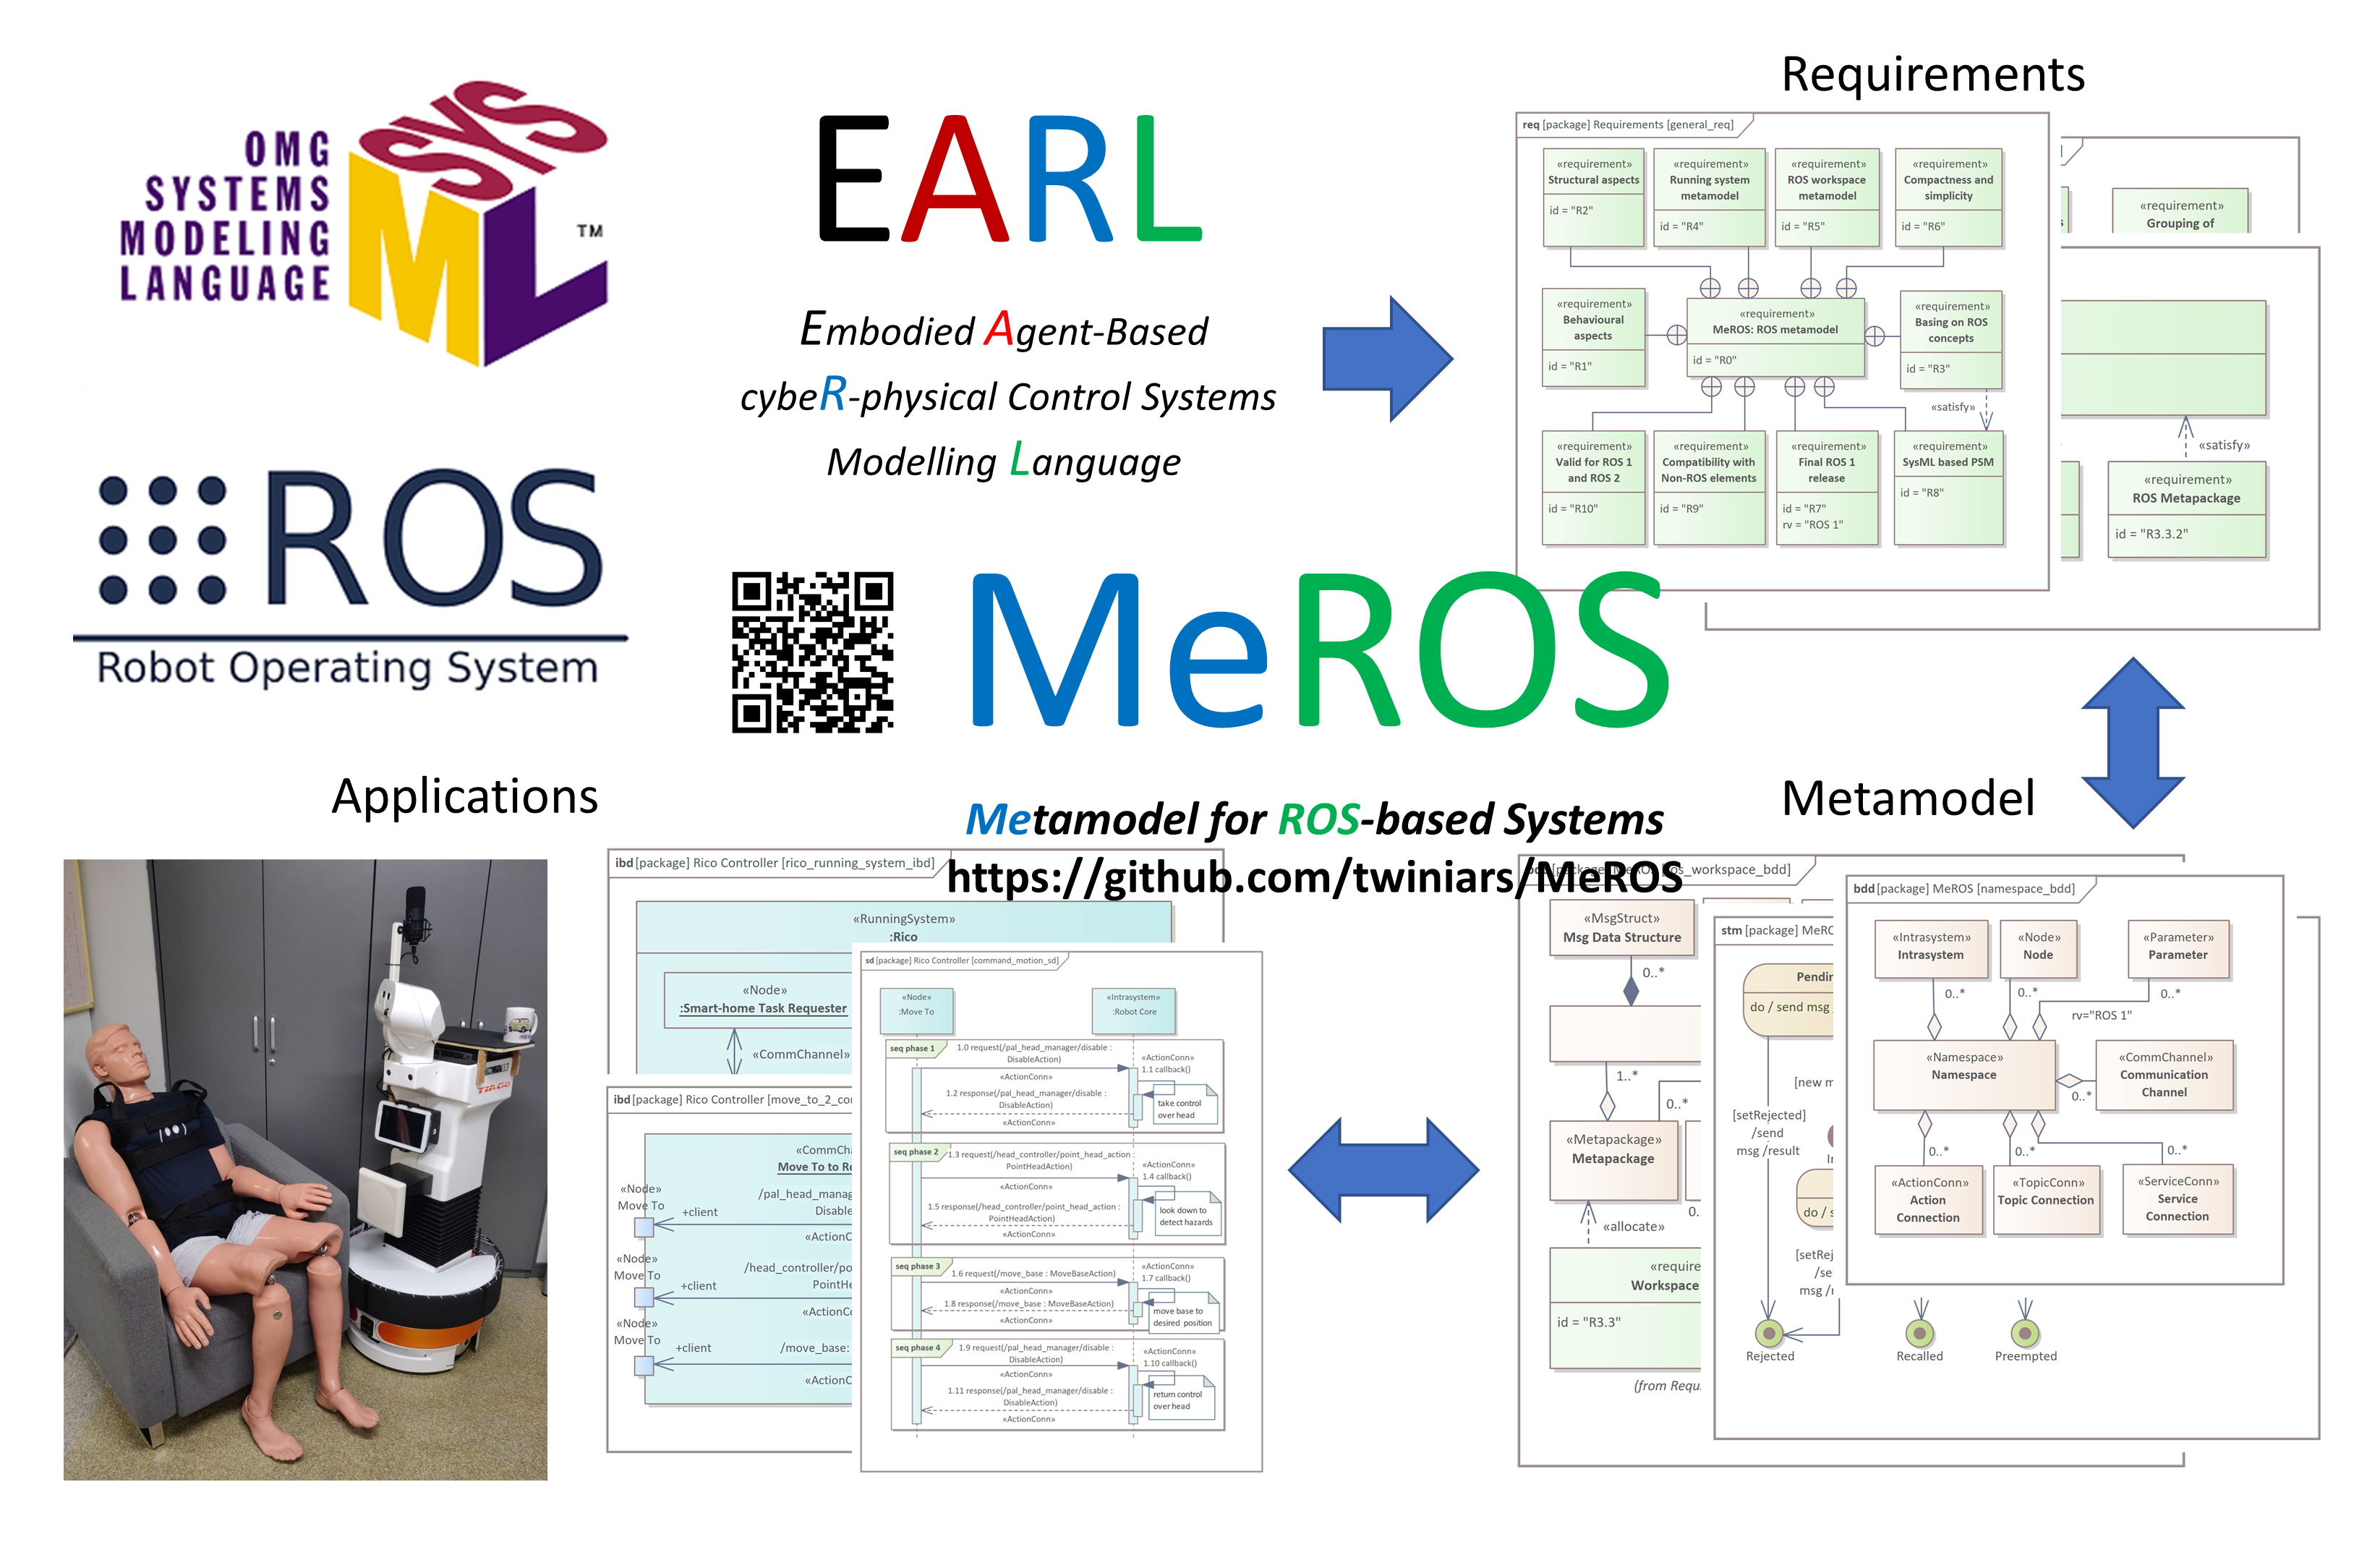 OMG
SYSTEMS
MODELING
LANGUAGE
SYS
ML
TM
EARL
Embodied Agent-Based
cybeR-physical Control Systems
Modelling Language
ROS
Robot Operating System
MeROS
Metamodel for ROS-based Systems
https://github.com/twiniars/MeROS
Requirements
req [package] Requirements [general_req]
«requirement»
Structural aspects
id = "R2"
«requirement»
Running system
metamodel
id = "R4"
«requirement»
ROS workspace
metamodel
id = "R5"
«requirement»
Compactness and
simplicity
id = "R6"
«requirement»
Behavioural
aspects
id = "R1"
«requirement»
MeROS: ROS metamodel
id = "R0"
«requirement»
Basing on ROS
concepts
id = "R3"
«satisfy»
«requirement»
Valid for ROS 1
and ROS 2
id = "R10"
«requirement»
Compatibility with
Non-ROS elements
id = "R9"
«requirement»
Final ROS 1
release
id = "R7"
rv = "ROS 1"
«requirement»
SysML based PSM
id = "R8"
«requirement»
Grouping of
«satisfy»
«requirement»
ROS Metapackage
id = "R3.3.2"
Applications
TIAGo
ibd [package] Rico Controller [rico_running_system_ibd]
«RunningSystem»
:Rico
«Node»
:Smart-home Task Requester
«CommChannel»
ibd [package] Rico Controller [move_to_2_co
«CommCha
Move To to Ro
«Node»
Move To
+client
/pal_head_manag
Disable
«ActionC
«Node»
Move To
+client
/head_controller/po
PointHe
«ActionCo
«Node»
Move To
+client
/move_base:
«ActionC
sd [package] Rico Controller [command_motion_sd]
«Node»
:Move To
«Intrasystem»
:Robot Core
seq phase 1
1.0 request(/pal_head_manager/disable :
DisableAction)
«ActionConn»
1.1 callback()
«ActionConn»
1.2 response(/pal_head_manager/disable :
DisableAction)
«ActionConn»
take control
over head
seq phase 2
1.3 request(/head_controller/point_head_action :
PointHeadAction)
«ActionConn»
1.4 callback()
«ActionConn»
1.5 response(/head_controller/point_head_action :
PointHeadAction)
«ActionConn»
look down to
detect hazards
seq phase 3
1.6 request(/move_base : MoveBaseAction)
«ActionConn»
1.7 callback()
«ActionConn»
1.8 response(/move_base : MoveBaseAction)
«ActionConn»
move base to
desired position
seq phase 4
1.9 request(/pal_head_manager/disable :
DisableAction)
«ActionConn»
1.10 callback()
«ActionConn»
1.11 response(/pal_head_manager/disable :
DisableAction)
«ActionConn»
return control
over head
Metamodel
bdd [package] MeROS [ros_workspace_bdd]
«MsgStruct»
Msg Data Structure
0..*
1..*
0..*
«Metapackage»
Metapackage
0.
«allocate»
«require
Workspace
id = "R3.3"
(from Requ
stm [package] MeRO
Pendin
do / send msg
[new m
[setRejected]
/send
msg /result
do / s
[setRej
/se
msg /r
Rejected
Recalled
Preempted
bdd [package] MeROS [namespace_bdd]
«Intrasystem»
Intrasystem
«Node»
Node
«Parameter»
Parameter
0..*
0..*
0..*
rv="ROS 1"
«Namespace»
Namespace
«CommChannel»
Communication
Channel
0..*
0..*
0..*
0..*
«ActionConn»
Action
Connection
«TopicConn»
Topic Connection
«ServiceConn»
Service
Connection